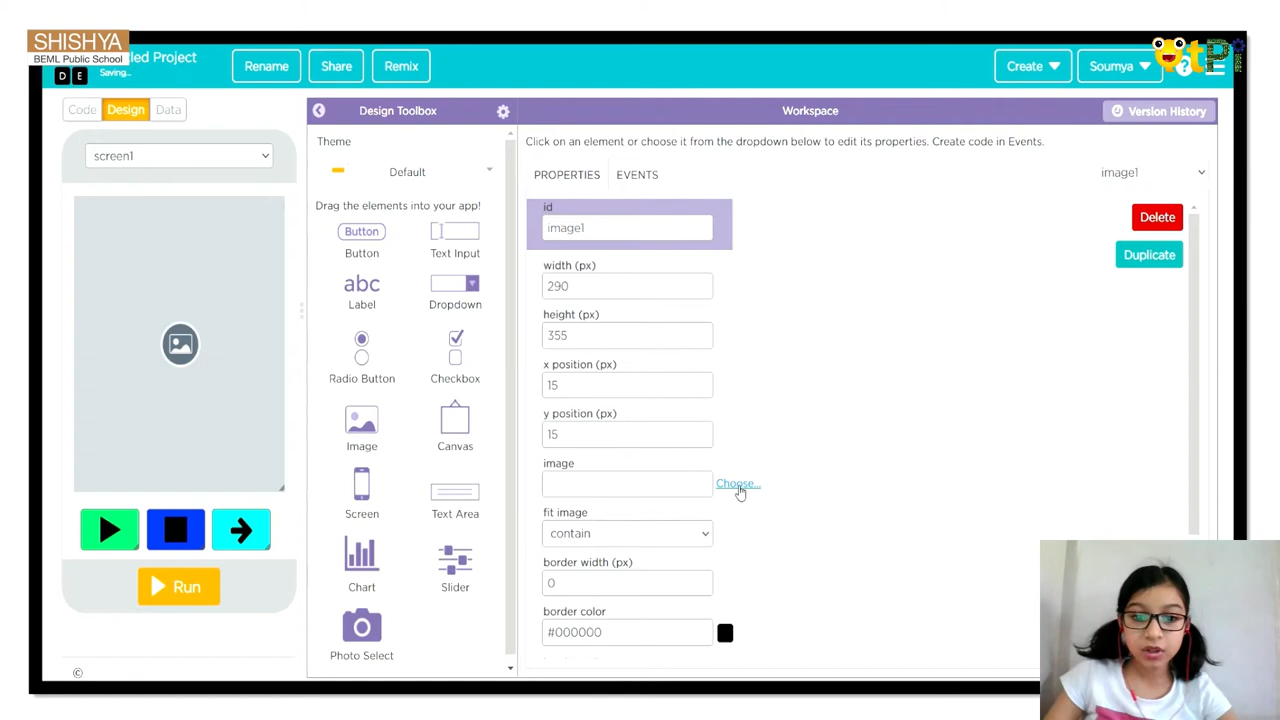 SHISHYA
BEML Public School
led Project
Saving...
D E
Rename
Share
Remix
Create
Soumya
?
Code
Design
Data
Design Toolbox
Workspace
Version History
screen1
Theme
Default
Drag the elements into your app!
Button
Button
Text Input
abc
Label
Dropdown
Radio Button
Checkbox
Image
Canvas
Screen
Text Area
Chart
Slider
Photo Select
Run
©
Click on an element or choose it from the dropdown below to edit its properties. Create code in Events.
PROPERTIES
EVENTS
image1
Delete
Duplicate
id
image1
width (px)
290
height (px)
355
x position (px)
15
y position (px)
15
image
Choose...
fit image
contain
border width (px)
0
border color
#000000